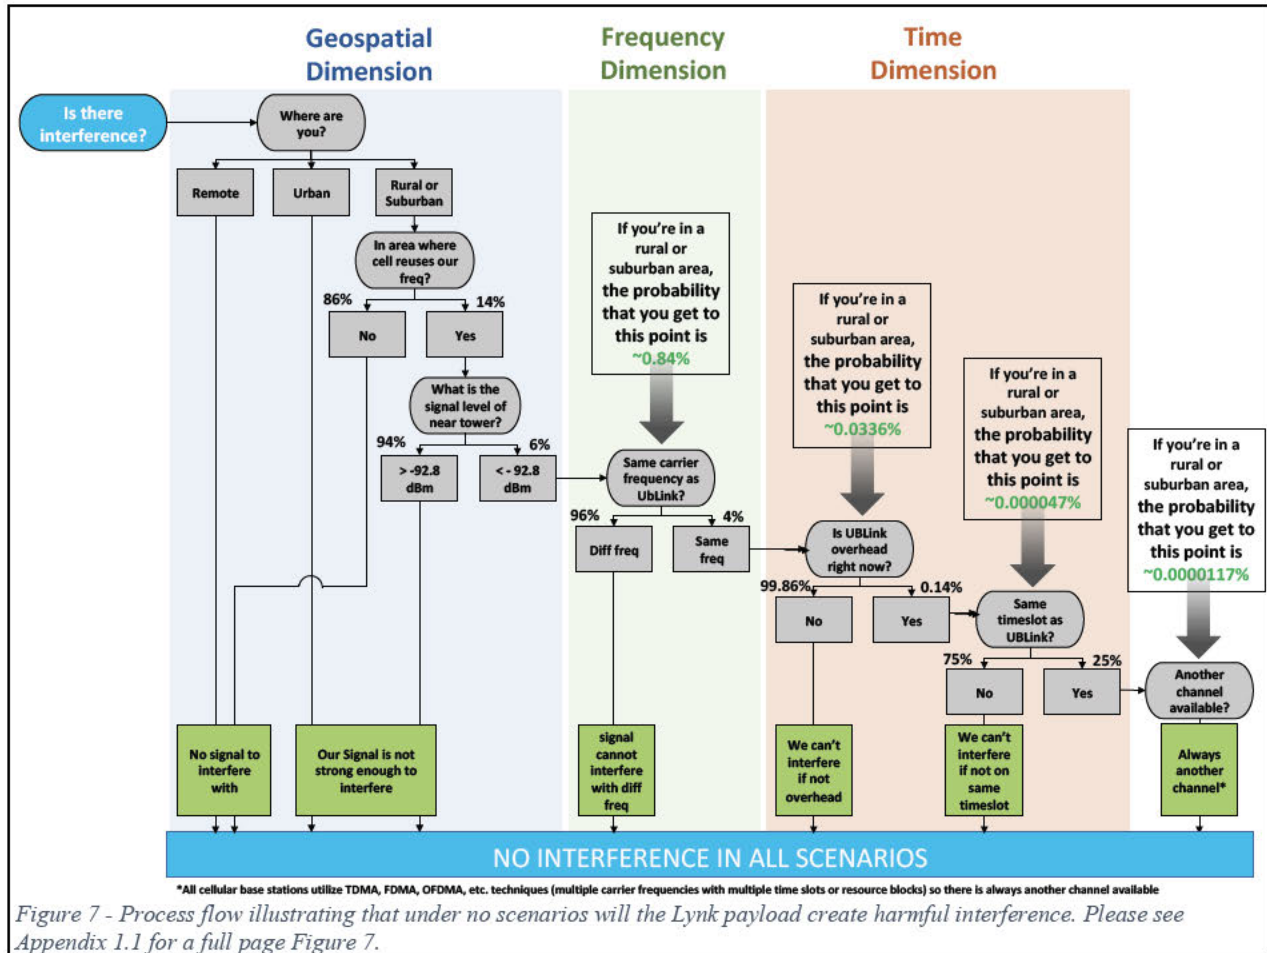 Geospatial
Dimension
Frequency
Dimension
Time
Dimension
Is there
interference?
Where are
you?
Remote
Urban
Rural or
Suburban
In area where
cell reuses our
freq?
86%
14%
No
Yes
What is the
signal level of
near tower?
94%
6%
> -92.8
dBm
< - 92.8
dBm
If you're in a
rural or
suburban area,
the probability
that you get to
this point is
~0.84%
Same carrier
frequency as
UbLink?
96%
4%
Diff freq
Same
freq
If you're in a
rural or
suburban area,
the probability
that you get to
this point is
~0.0336%
Is UBLink
overhead
right now?
99.86%
0.14%
No
Yes
If you're in a
rural or
suburban area,
the probability
that you get to
this point is
~0.000047%
Same
timeslot as
UBLink?
75%
25%
No
Yes
If you're in a
rural or
suburban area,
the probability
that you get to
this point is
~0.0000117%
Another
channel
available?
No signal to
interfere
with
Our Signal is not
strong enough to
interfere
signal
cannot
interfere
with diff
freq
We can't
interfere
if not
overhead
We can't
interfere
if not on
same
timeslot
Always
another
channel*
NO INTERFERENCE IN ALL SCENARIOS
*All cellular base stations utilize TDMA, FDMA, OFDMA, etc. techniques (multiple carrier frequencies with multiple time slots or resource blocks) so there is always another channel available
Figure 7 - Process flow illustrating that under no scenarios will the Lynk payload create harmful interference. Please see
Appendix 1.1 for a full page Figure 7.